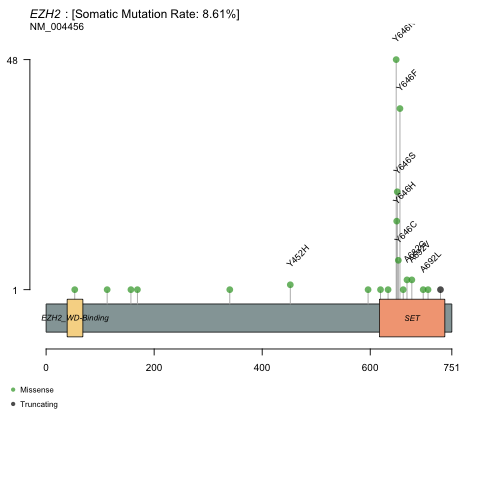 EZH2 : [Somatic Mutation Rate: 8.61%]
NM_004456
48
Y646F
Y646S
Y646H
Y646C
Y452H
A692V
A692L
1
EZH2_WD-Binding
SET
0
200
400
600
751
Missense
Truncating